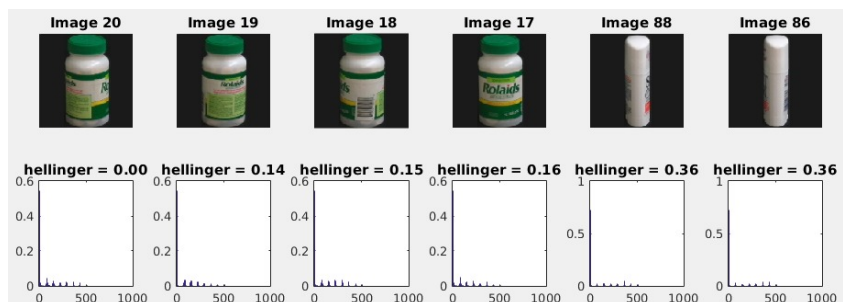 Image 20 Image 19 Image 18 Image 17 Image 88 Image 86
Rolaids
hellinger = 0.00 hellinger = 0.14 hellinger = 0.15 hellinger = 0.16 hellinger = 0.36 hellinger = 0.36
0.6 0.6 0.6 0.6 1 1
0.4 0.4 0.4 0.4
0.5 0.5
0.2 0.2 0.2 0.2
0 0 0 0 0 0
0 500 1000 0 500 1000 0 500 1000 0 500 1000 0 500 1000 0 500 1000